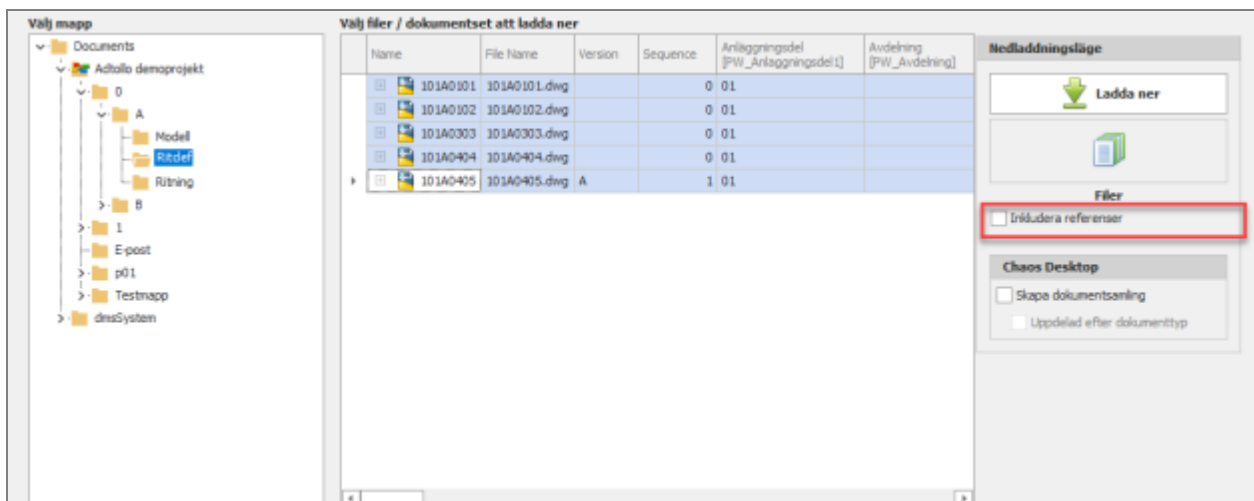 Välj mapp
Documents
Adtollo demoprojekt
0
A
Modell
Ritdef
Ritning
B
1
E-post
p01
Testmapp
dmsSystem
Välj filer / dokumentset att ladda ner
Name File Name Version Sequence Anläggningsdel [PW_Anlaggningsdel1] Avdelning [PW_Avdelning]
101A0101 101A0101.dwg 0 01
101A0102 101A0102.dwg 0 01
101A0303 101A0303.dwg 0 01
101A0404 101A0404.dwg 0 01
101A0405 101A0405.dwg A 1 01
Nedladdningsläge
Ladda ner
Filer
Inkludera referenser
Chaos Desktop
Skapa dokumentsamling
Uppdelad efter dokumenttyp